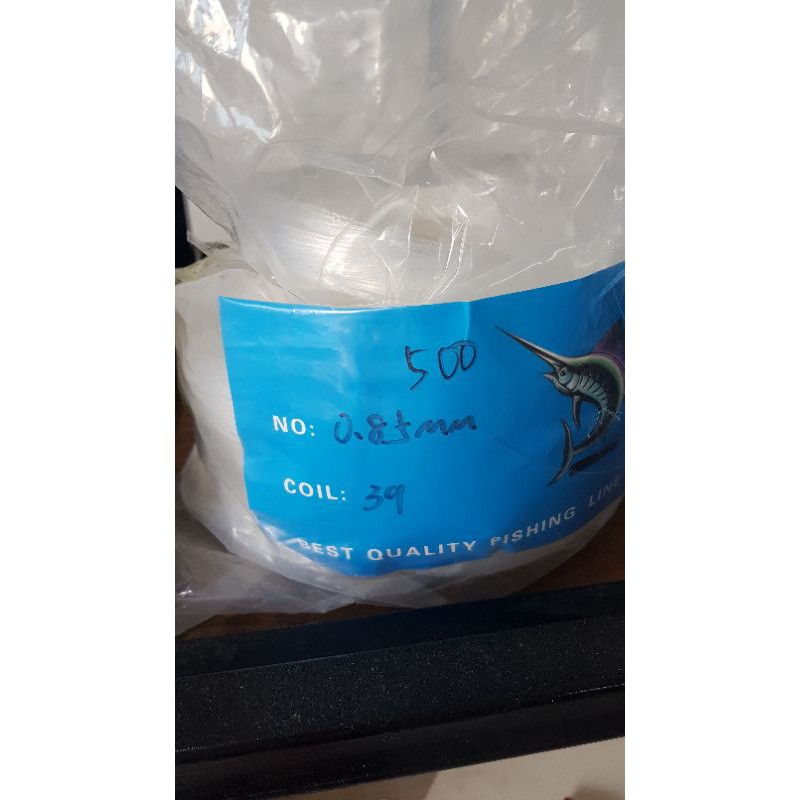 500
NO: 0.85mm
COIL: 39
BEST QUALITY FISHING LINE